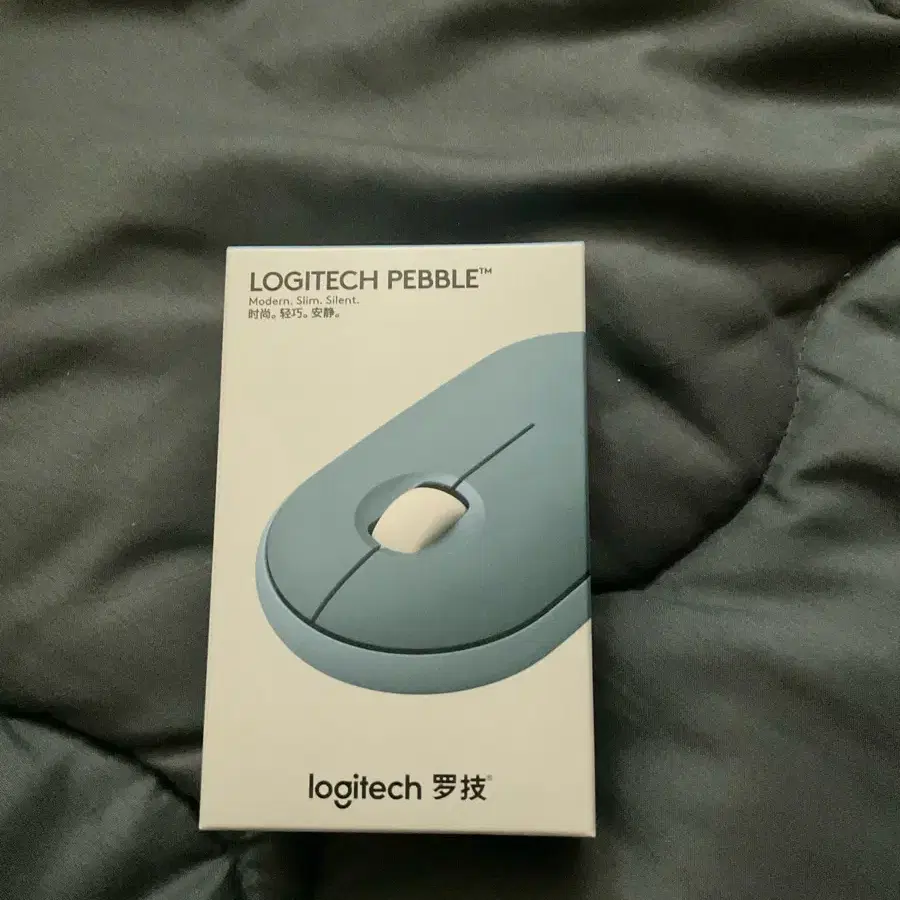 LOGITECH PEBBLE™
Modern. Slim. Silent.
时尚。轻巧。安静。
logitech 罗技®